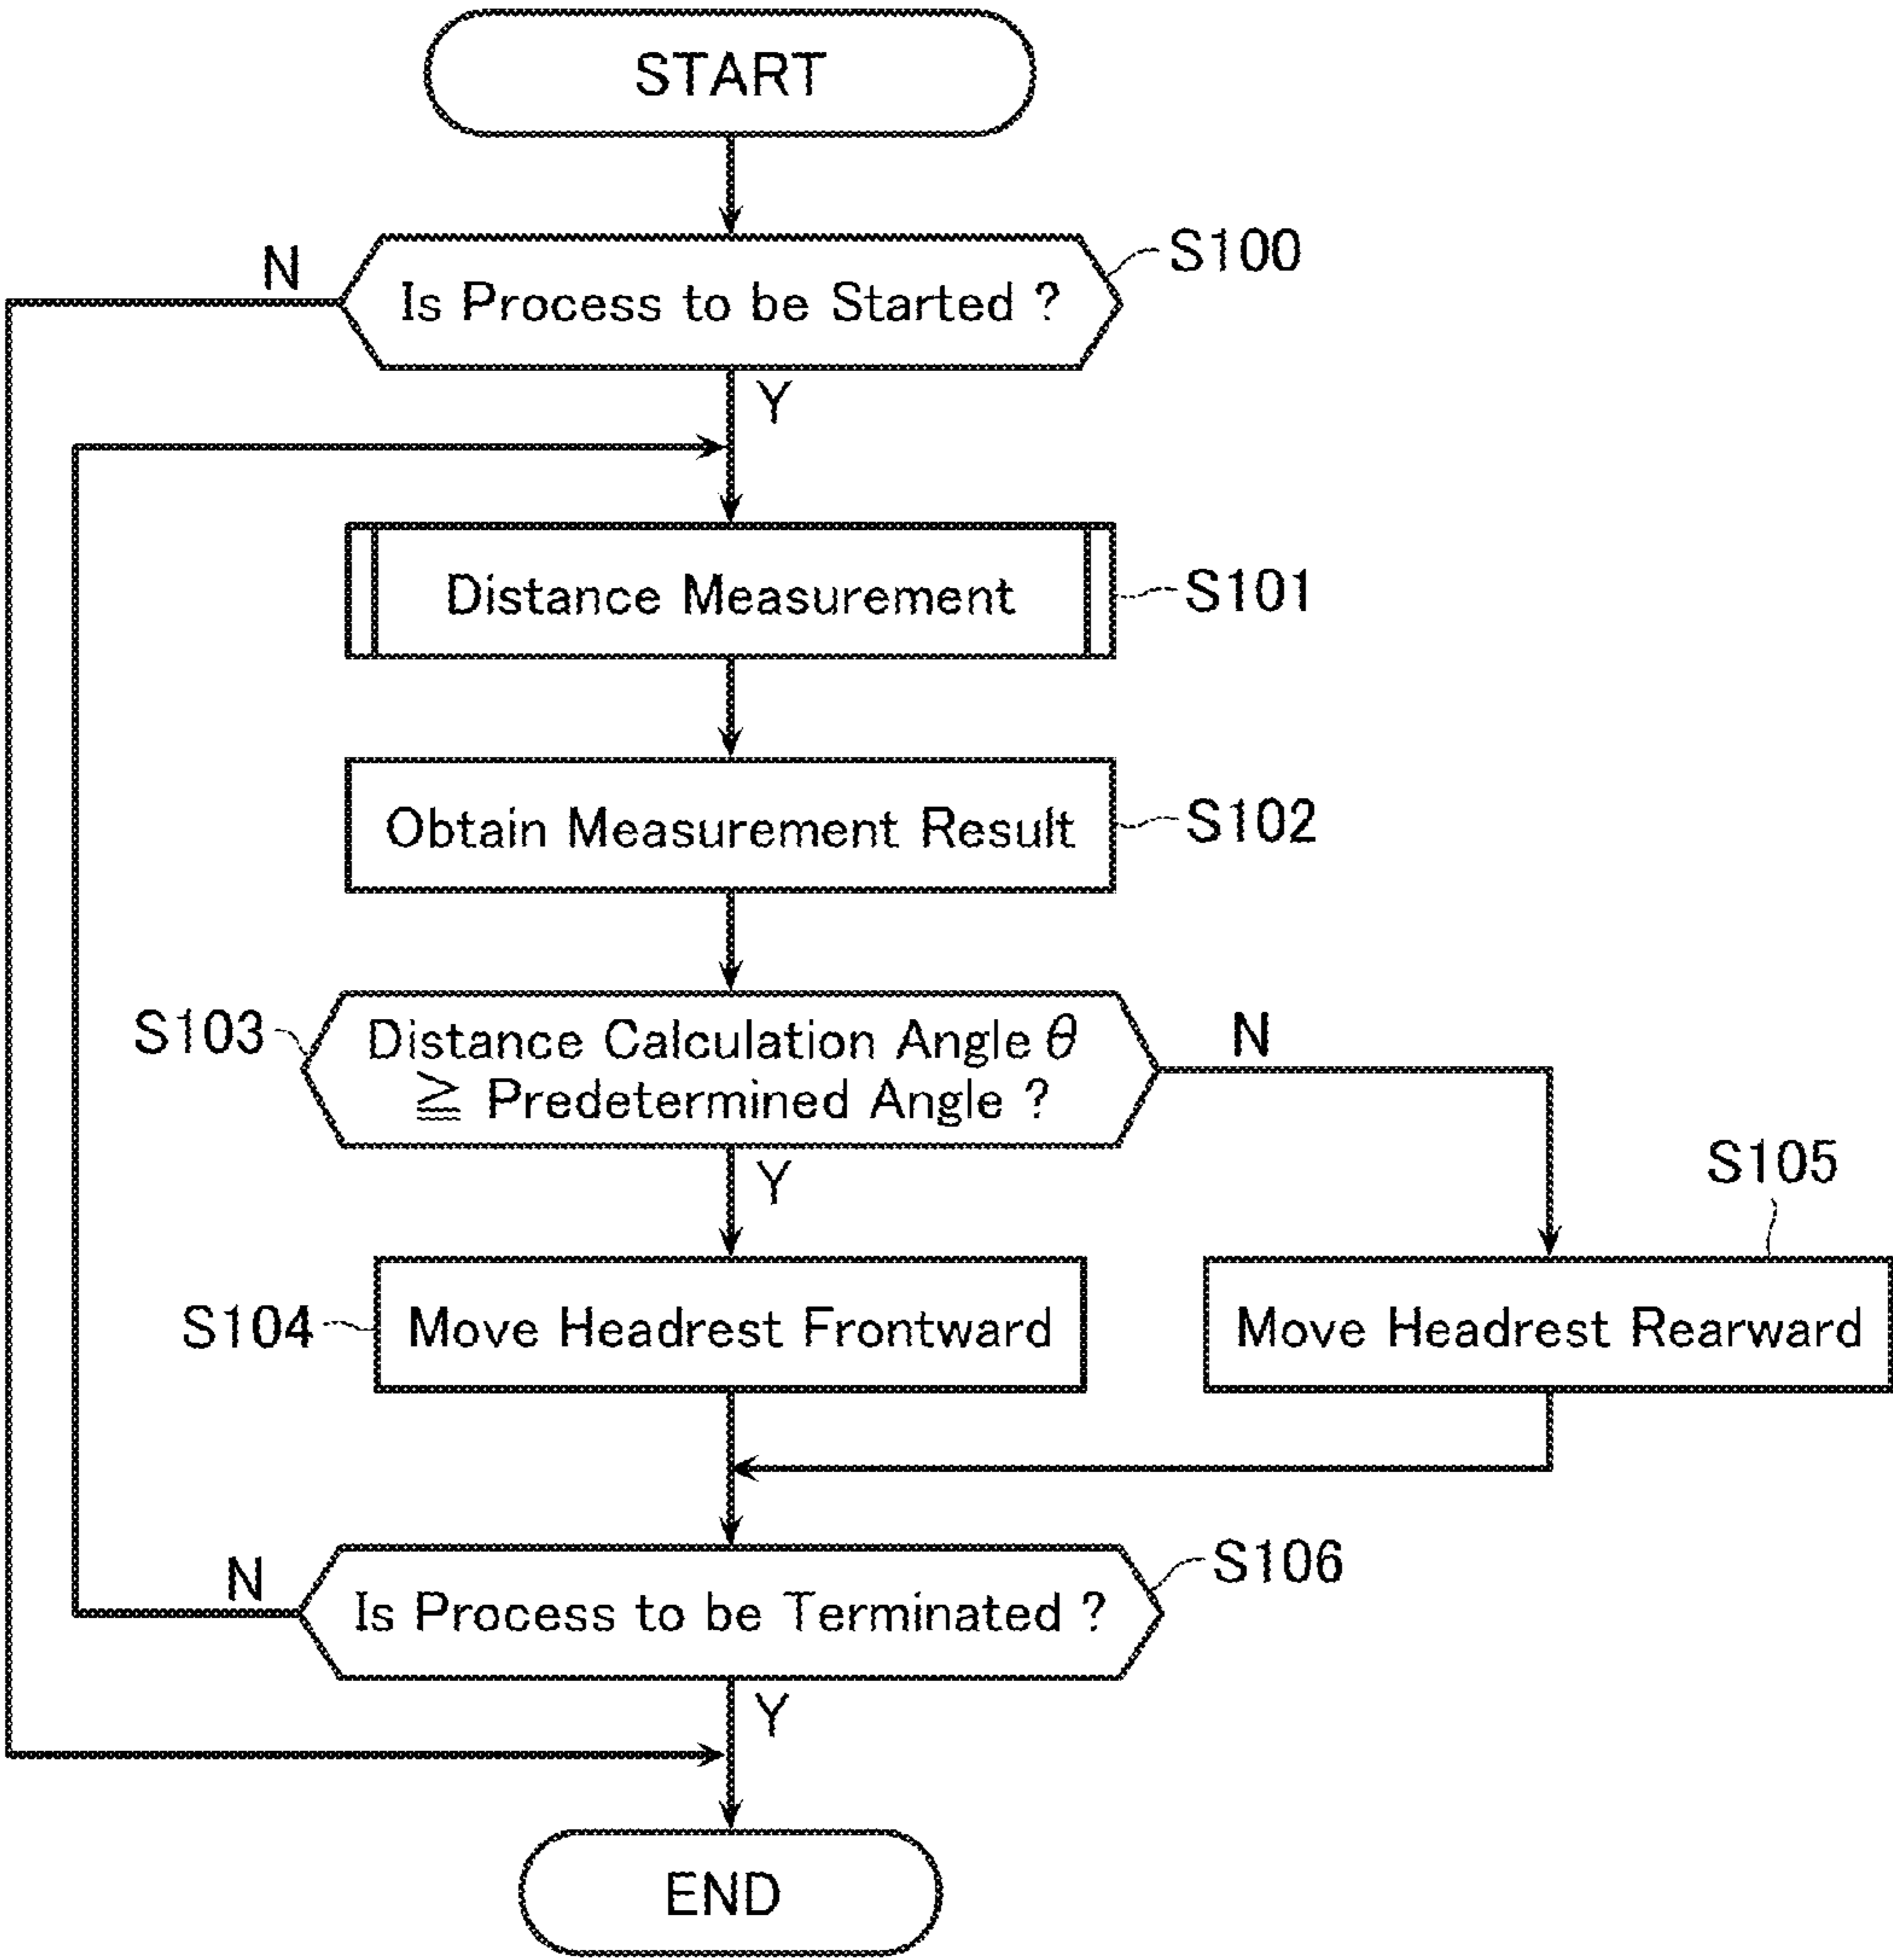 START
N
S100
Is Process to be Started ?
Y
Distance Measurement
S101
Obtain Measurement Result
S102
S103
Distance Calculation Angle θ
≧ Predetermined Angle ?
N
Y
S105
S104
Move Headrest Frontward
Move Headrest Rearward
N
S106
Is Process to be Terminated ?
Y
END